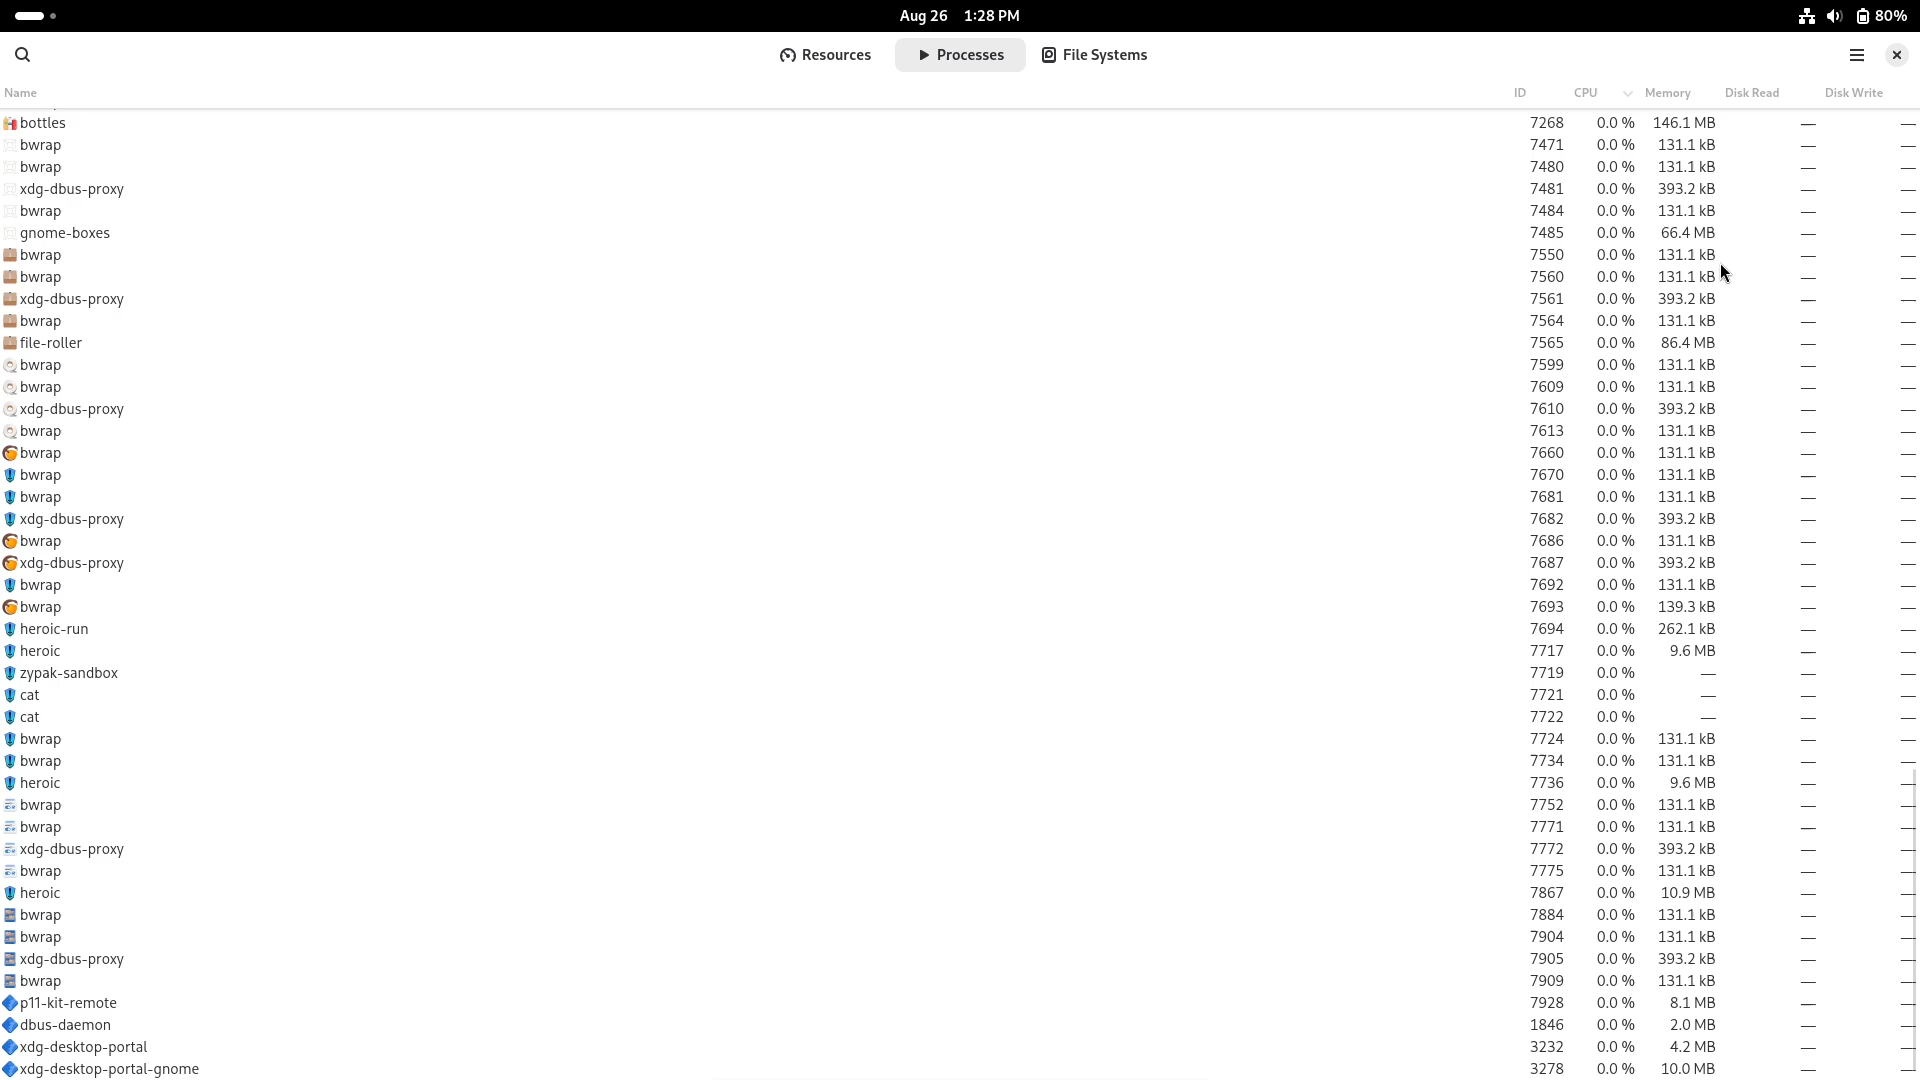 Aug 26 1:28 PM 80%
Resources Processes File Systems
Name ID CPU Memory Disk Read Disk Write
bottles 7268 0.0 % 146.1 MB — —
bwrap 7471 0.0 % 131.1 kB — —
bwrap 7480 0.0 % 131.1 kB — —
xdg-dbus-proxy 7481 0.0 % 393.2 kB — —
bwrap 7484 0.0 % 131.1 kB — —
gnome-boxes 7485 0.0 % 66.4 MB — —
bwrap 7550 0.0 % 131.1 kB — —
bwrap 7560 0.0 % 131.1 kB — —
xdg-dbus-proxy 7561 0.0 % 393.2 kB — —
bwrap 7564 0.0 % 131.1 kB — —
file-roller 7565 0.0 % 86.4 MB — —
bwrap 7599 0.0 % 131.1 kB — —
bwrap 7609 0.0 % 131.1 kB — —
xdg-dbus-proxy 7610 0.0 % 393.2 kB — —
bwrap 7613 0.0 % 131.1 kB — —
bwrap 7660 0.0 % 131.1 kB — —
bwrap 7670 0.0 % 131.1 kB — —
bwrap 7681 0.0 % 131.1 kB — —
xdg-dbus-proxy 7682 0.0 % 393.2 kB — —
bwrap 7686 0.0 % 131.1 kB — —
xdg-dbus-proxy 7687 0.0 % 393.2 kB — —
bwrap 7692 0.0 % 131.1 kB — —
bwrap 7693 0.0 % 139.3 kB — —
heroic-run 7694 0.0 % 262.1 kB — —
heroic 7717 0.0 % 9.6 MB — —
zypak-sandbox 7719 0.0 % — — —
cat 7721 0.0 % — — —
cat 7722 0.0 % — — —
bwrap 7724 0.0 % 131.1 kB — —
bwrap 7734 0.0 % 131.1 kB — —
heroic 7736 0.0 % 9.6 MB — —
bwrap 7752 0.0 % 131.1 kB — —
bwrap 7771 0.0 % 131.1 kB — —
xdg-dbus-proxy 7772 0.0 % 393.2 kB — —
bwrap 7775 0.0 % 131.1 kB — —
heroic 7867 0.0 % 10.9 MB — —
bwrap 7884 0.0 % 131.1 kB — —
bwrap 7904 0.0 % 131.1 kB — —
xdg-dbus-proxy 7905 0.0 % 393.2 kB — —
bwrap 7909 0.0 % 131.1 kB — —
p11-kit-remote 7928 0.0 % 8.1 MB — —
dbus-daemon 1846 0.0 % 2.0 MB — —
xdg-desktop-portal 3232 0.0 % 4.2 MB — —
xdg-desktop-portal-gnome 3278 0.0 % 10.0 MB — —